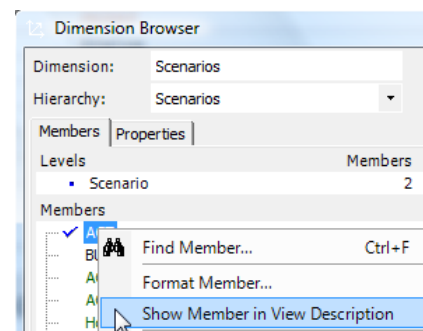 Dimension Browser
Dimension: Scenarios
Hierarchy: Scenarios
Members Properties
Levels Members
Scenario 2
Members
Find Member... Ctrl+F
Format Member...
Show Member in View Description